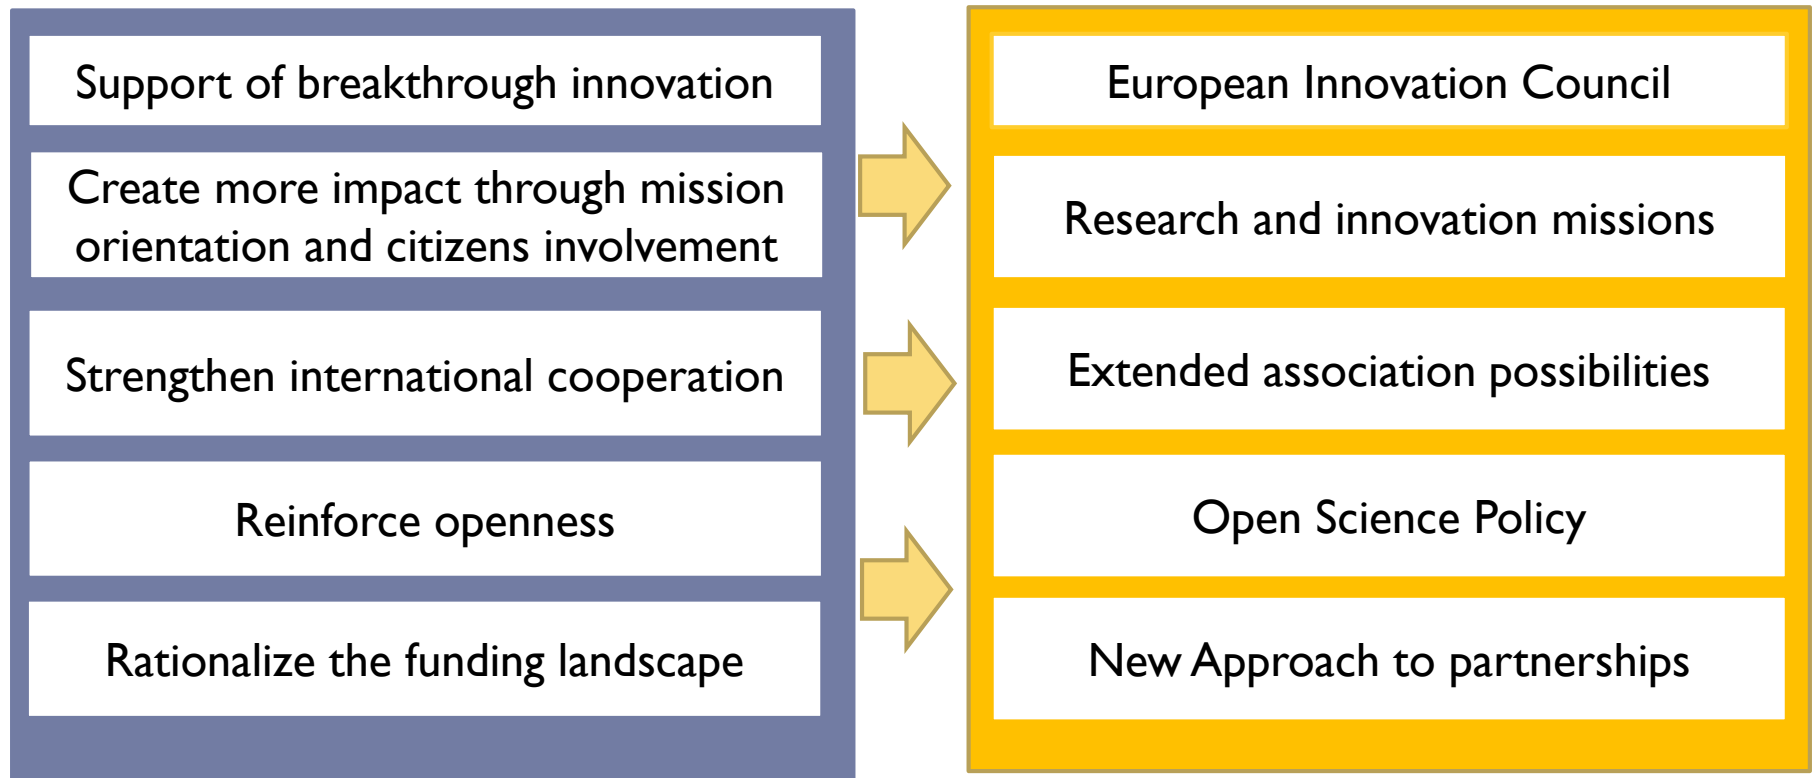 Support of breakthrough innovation
Create more impact through mission
orientation and citizens involvement
Strengthen international cooperation
Reinforce openness
Rationalize the funding landscape
European Innovation Council
Research and innovation missions
Extended association possibilities
Open Science Policy
New Approach to partnerships